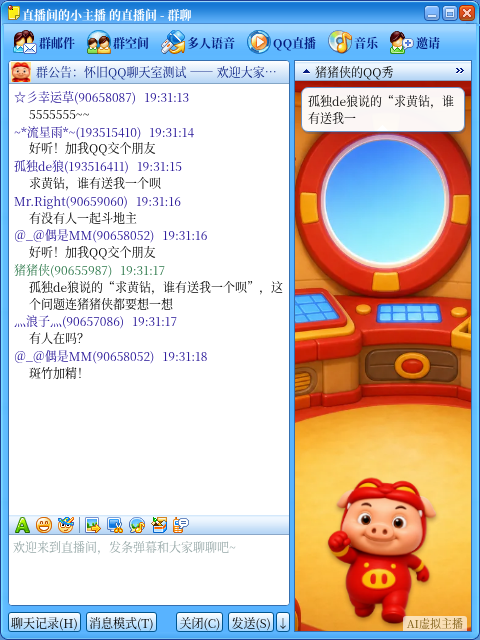 直播间的小主播 的直播间 - 群聊
群邮件 群空间 多人语音 QQ直播 音乐 邀请
群公告：怀旧QQ聊天室测试 —— 欢迎大家…
☆彡幸运草(90658087) 19:31:13
5555555~~
~*流星雨*~(193515410) 19:31:14
好听！加我QQ交个朋友
孤独de狼(193516411) 19:31:15
求黄钻，谁有送我一个呗
Mr.Right(90659060) 19:31:16
有没有人一起斗地主
@_@偶是MM(90658052) 19:31:16
好听！加我QQ交个朋友
猪猪侠(90655987) 19:31:17
孤独de狼说的“求黄钻，谁有送我一个呗”，这
个问题连猪猪侠都要想一想
灬浪子灬(90657086) 19:31:17
有人在吗？
@_@偶是MM(90658052) 19:31:18
斑竹加精！
欢迎来到直播间，发条弹幕和大家聊聊吧~
聊天记录(H) 消息模式(T) 关闭(C) 发送(S) ↓
猪猪侠的QQ秀
孤独de狼说的“求黄钻，谁
有送我一
AI虚拟主播